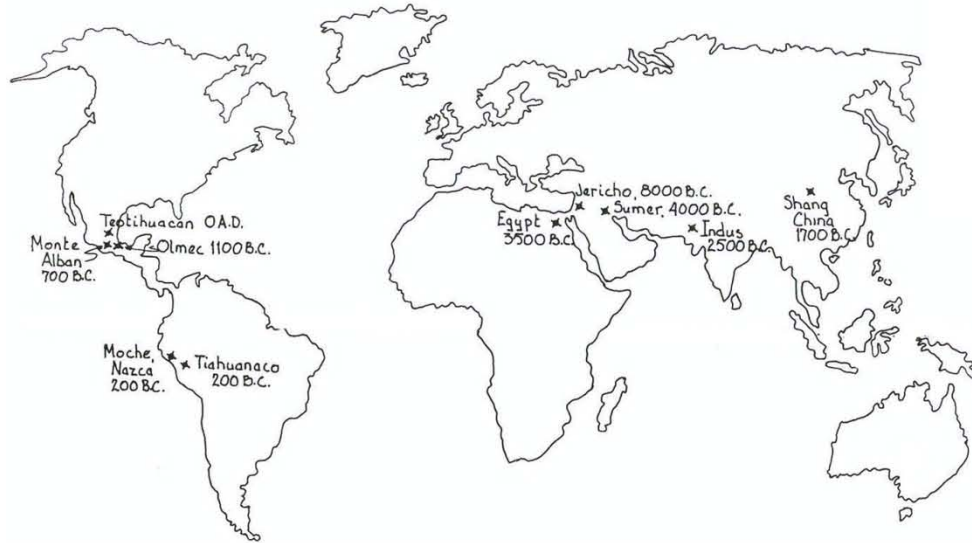 Teotihuacan O A.D.
Monte
Alban
700 B.C.
Olmec 1100 B.C.
Moche,
Nazca
200 B.C.
Tiahuanaco
200 B.C.
Jericho, 8000 B.C.
Sumer, 4000 B.C.
Egypt
3500 B.C.
Indus
2500 B.C.
Shang
China
1700 B.C.